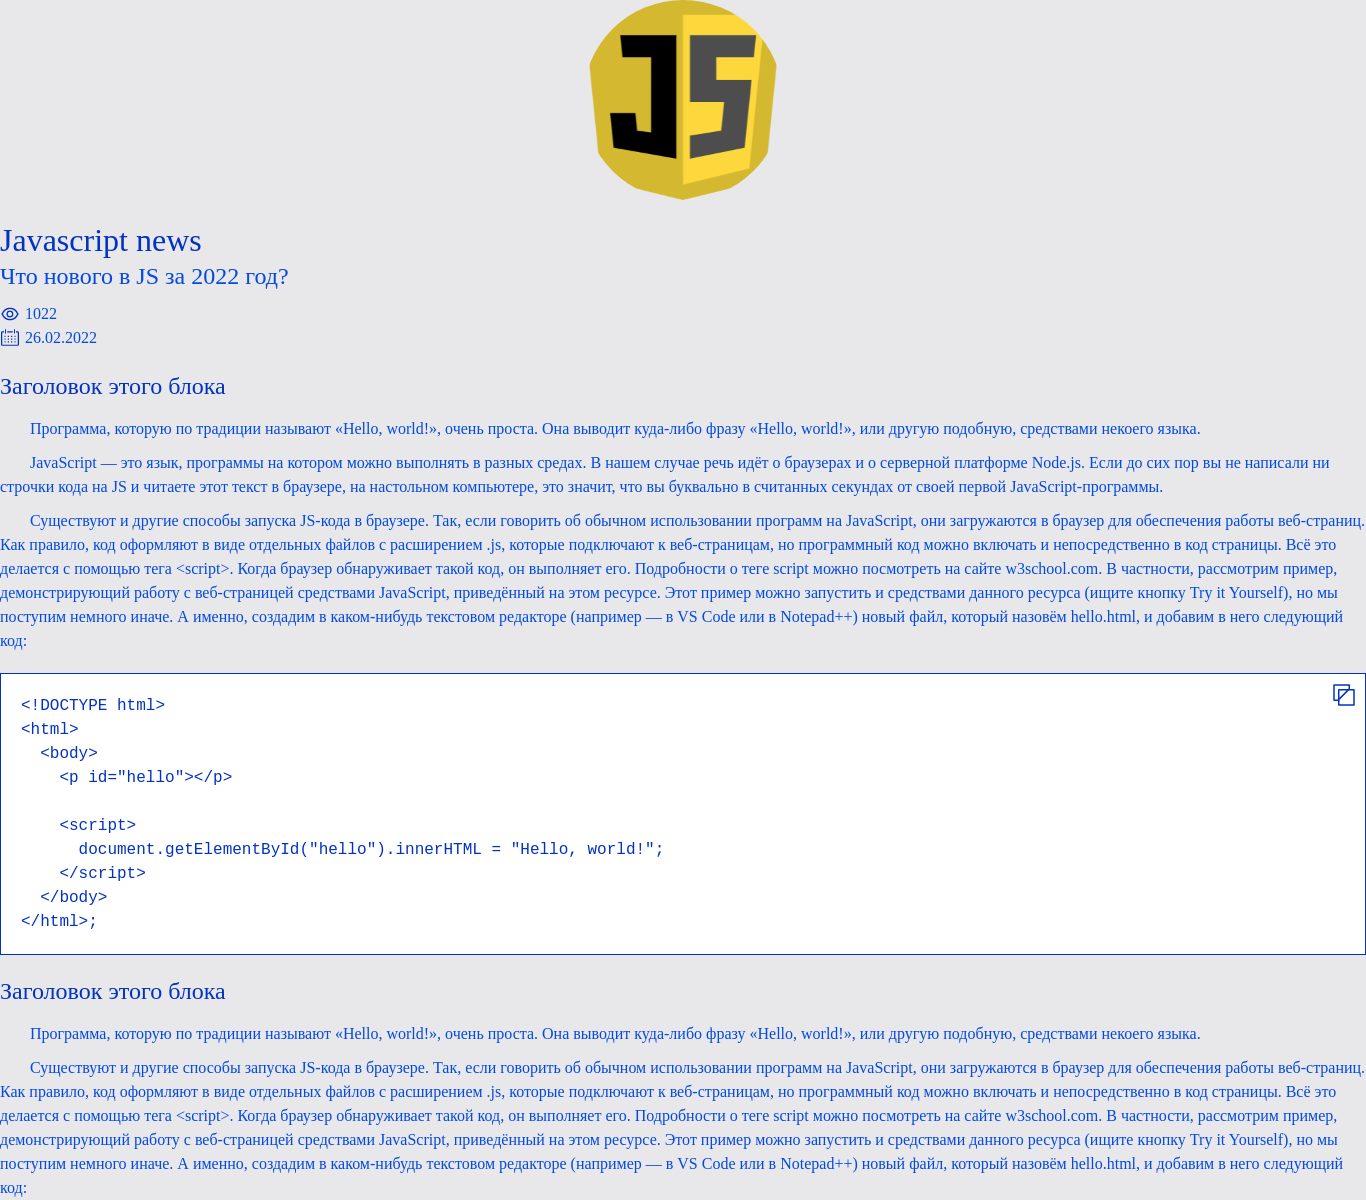 JS
Javascript news
Что нового в JS за 2022 год?
1022
26.02.2022
Заголовок этого блока
Программа, которую по традиции называют «Hello, world!», очень проста. Она выводит куда-либо фразу «Hello, world!», или другую подобную, средствами некоего языка.
JavaScript — это язык, программы на котором можно выполнять в разных средах. В нашем случае речь идёт о браузерах и о серверной платформе Node.js. Если до сих пор вы не написали ни
строчки кода на JS и читаете этот текст в браузере, на настольном компьютере, это значит, что вы буквально в считанных секундах от своей первой JavaScript-программы.
Существуют и другие способы запуска JS-кода в браузере. Так, если говорить об обычном использовании программ на JavaScript, они загружаются в браузер для обеспечения работы веб-страниц.
Как правило, код оформляют в виде отдельных файлов с расширением .js, которые подключают к веб-страницам, но программный код можно включать и непосредственно в код страницы. Всё это
делается с помощью тега <script>. Когда браузер обнаруживает такой код, он выполняет его. Подробности о теге script можно посмотреть на сайте w3school.com. В частности, рассмотрим пример,
демонстрирующий работу с веб-страницей средствами JavaScript, приведённый на этом ресурсе. Этот пример можно запустить и средствами данного ресурса (ищите кнопку Try it Yourself), но мы
поступим немного иначе. А именно, создадим в каком-нибудь текстовом редакторе (например — в VS Code или в Notepad++) новый файл, который назовём hello.html, и добавим в него следующий
код:
<!DOCTYPE html>
<html>
  <body>
    <p id="hello"></p>
    <script>
      document.getElementById("hello").innerHTML = "Hello, world!";
    </script>
  </body>
</html>;
Заголовок этого блока
Программа, которую по традиции называют «Hello, world!», очень проста. Она выводит куда-либо фразу «Hello, world!», или другую подобную, средствами некоего языка.
Существуют и другие способы запуска JS-кода в браузере. Так, если говорить об обычном использовании программ на JavaScript, они загружаются в браузер для обеспечения работы веб-страниц.
Как правило, код оформляют в виде отдельных файлов с расширением .js, которые подключают к веб-страницам, но программный код можно включать и непосредственно в код страницы. Всё это
делается с помощью тега <script>. Когда браузер обнаруживает такой код, он выполняет его. Подробности о теге script можно посмотреть на сайте w3school.com. В частности, рассмотрим пример,
демонстрирующий работу с веб-страницей средствами JavaScript, приведённый на этом ресурсе. Этот пример можно запустить и средствами данного ресурса (ищите кнопку Try it Yourself), но мы
поступим немного иначе. А именно, создадим в каком-нибудь текстовом редакторе (например — в VS Code или в Notepad++) новый файл, который назовём hello.html, и добавим в него следующий
код: